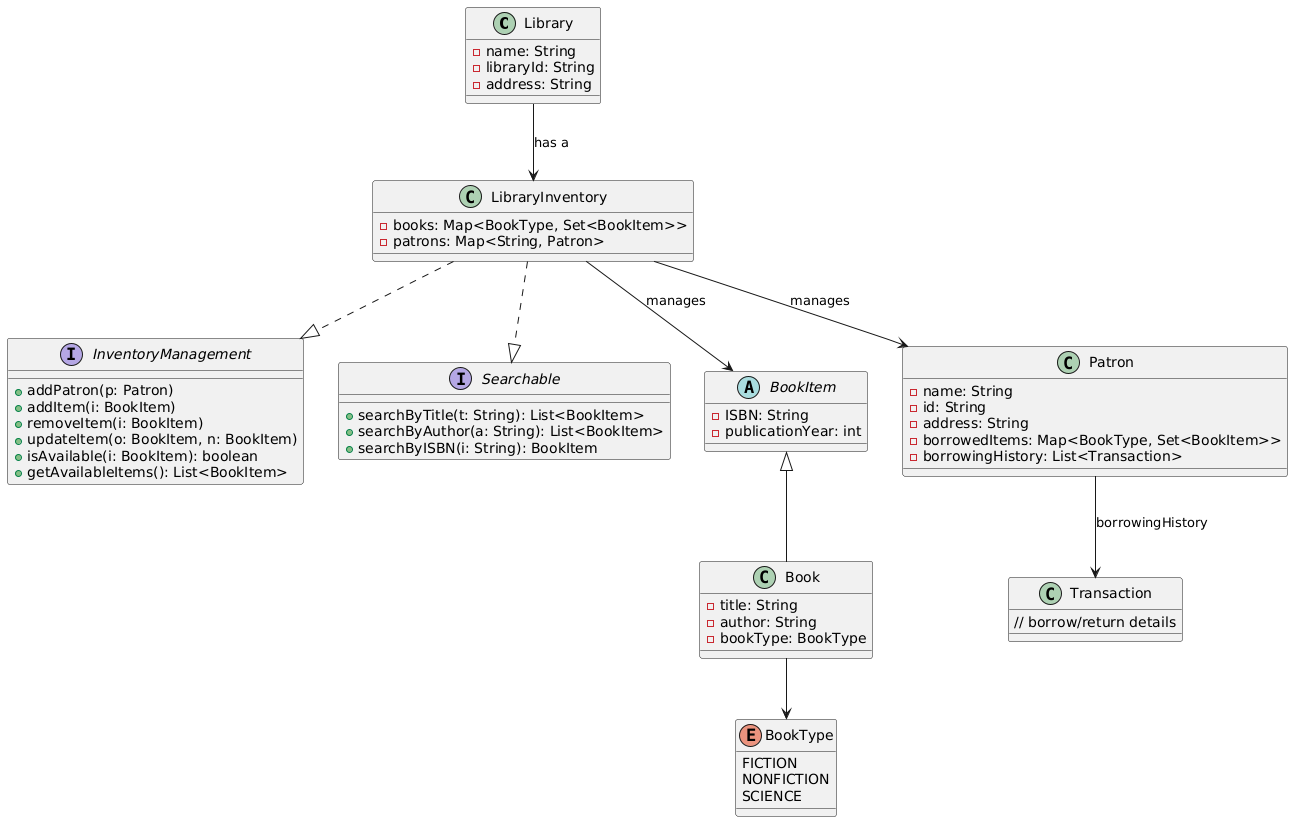 C Library
name: String
libraryId: String
address: String
has a
C LibraryInventory
books: Map<BookType, Set<BookItem>>
patrons: Map<String, Patron>
manages
manages
I InventoryManagement
addPatron(p: Patron)
addItem(i: BookItem)
removeItem(i: BookItem)
updateItem(o: BookItem, n: BookItem)
isAvailable(i: BookItem): boolean
getAvailableItems(): List<BookItem>
I Searchable
searchByTitle(t: String): List<BookItem>
searchByAuthor(a: String): List<BookItem>
searchByISBN(i: String): BookItem
A BookItem
ISBN: String
publicationYear: int
C Patron
name: String
id: String
address: String
borrowedItems: Map<BookType, Set<BookItem>>
borrowingHistory: List<Transaction>
borrowingHistory
C Book
title: String
author: String
bookType: BookType
C Transaction
// borrow/return details
E BookType
FICTION
NONFICTION
SCIENCE